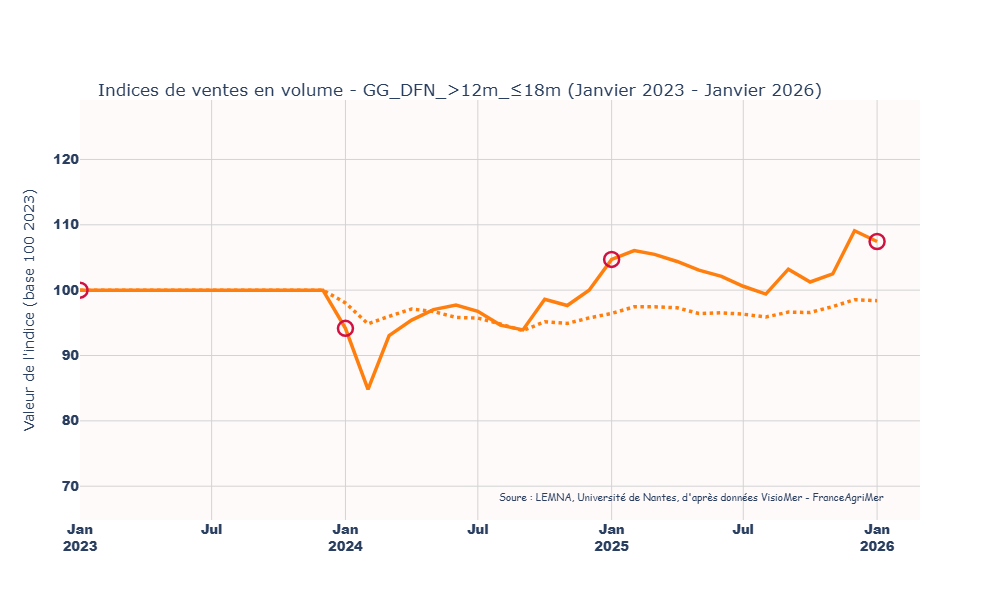 Indices de ventes en volume - GG_DFN_>12m_≤18m (Janvier 2023 - Janvier 2026)
Valeur de l'indice (base 100 2023)
120
110
100
90
80
70
Soure : LEMNA, Université de Nantes, d'après données VisioMer - FranceAgriMer
Jan Jul Jan Jul Jan Jul Jan
2023 2024 2025 2026